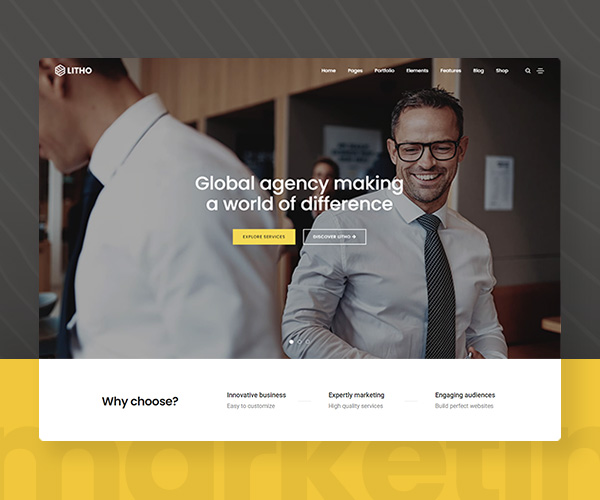 LITHO
Home Pages Portfolio Elements Features Blog Shop
Global agency making
a world of difference
EXPLORE SERVICES DISCOVER LITHO
Why choose?
Innovative business
Easy to customize
Expertly marketing
High quality services
Engaging audiences
Build perfect websites
marketin